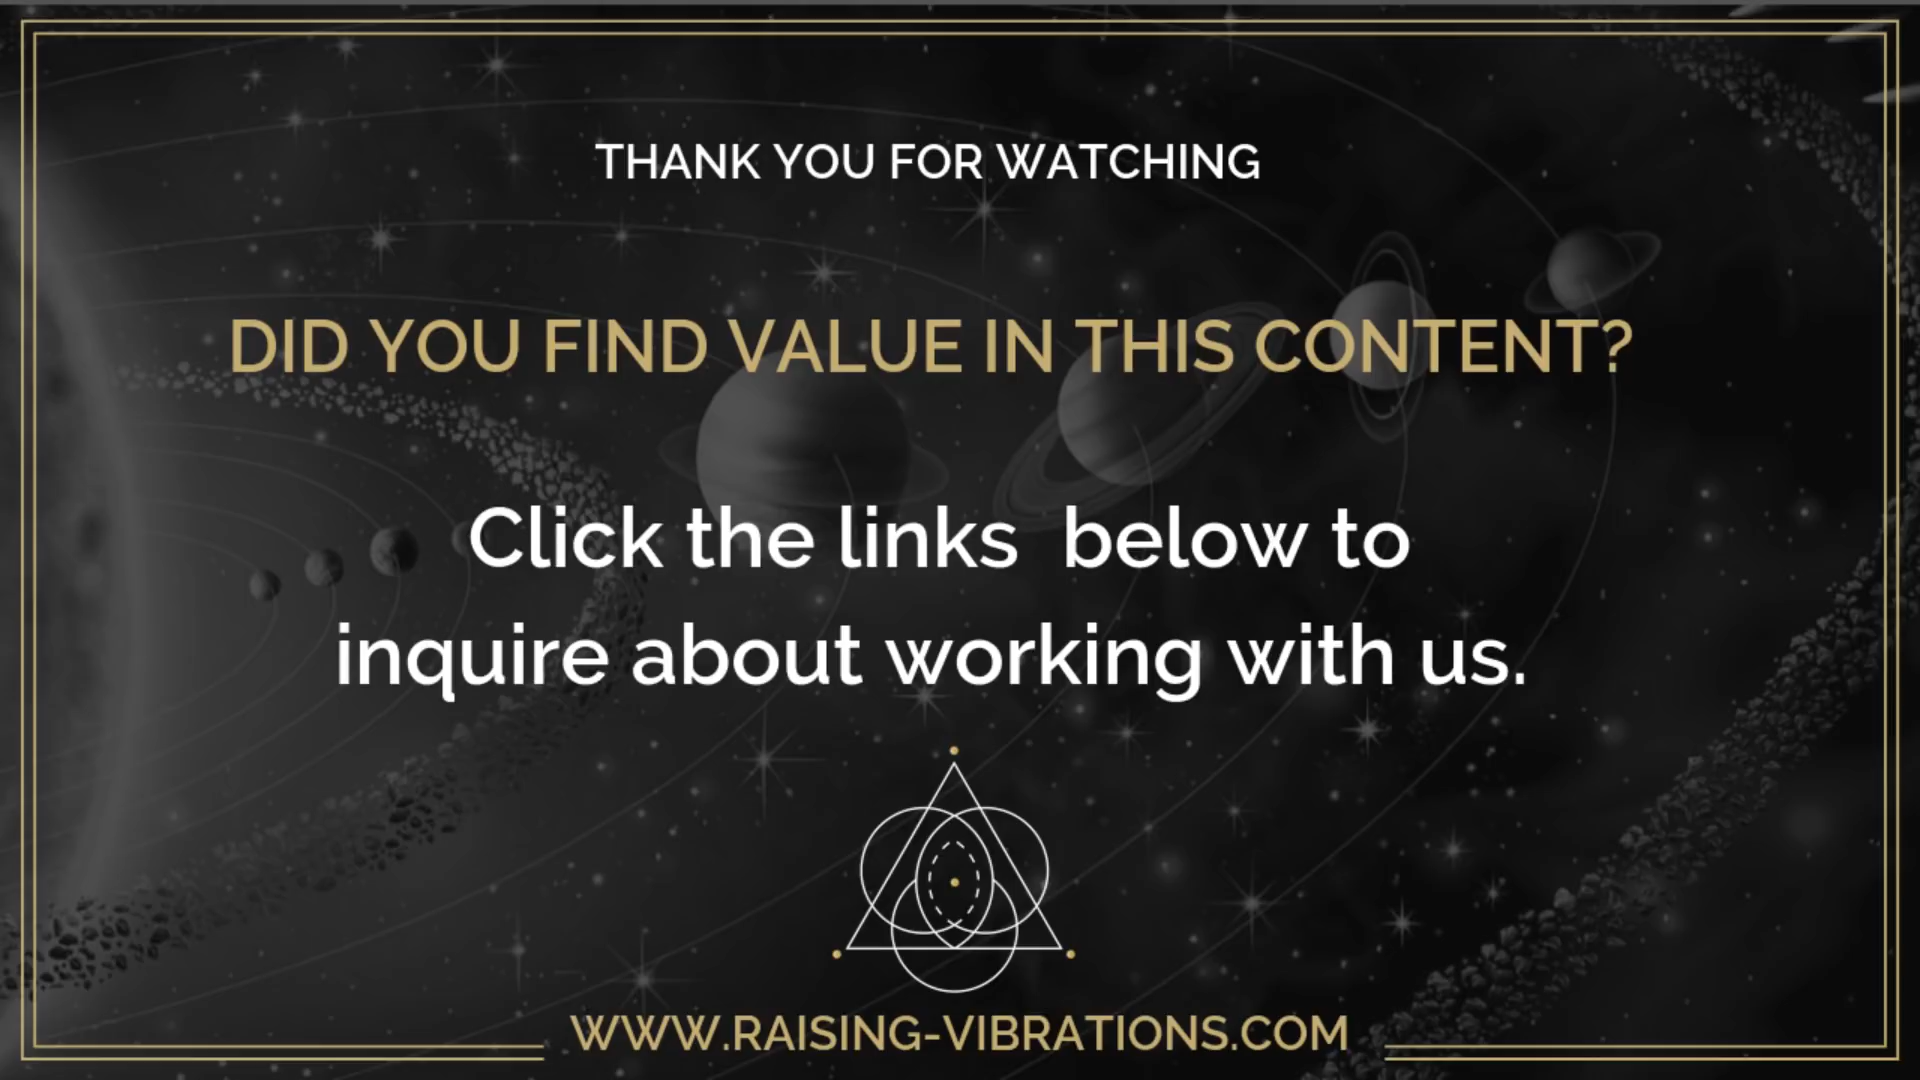 THANK YOU FOR WATCHING
DID YOU FIND VALUE IN THIS CONTENT?
Click the links  below to
inquire about working with us.
WWW.RAISING-VIBRATIONS.COM